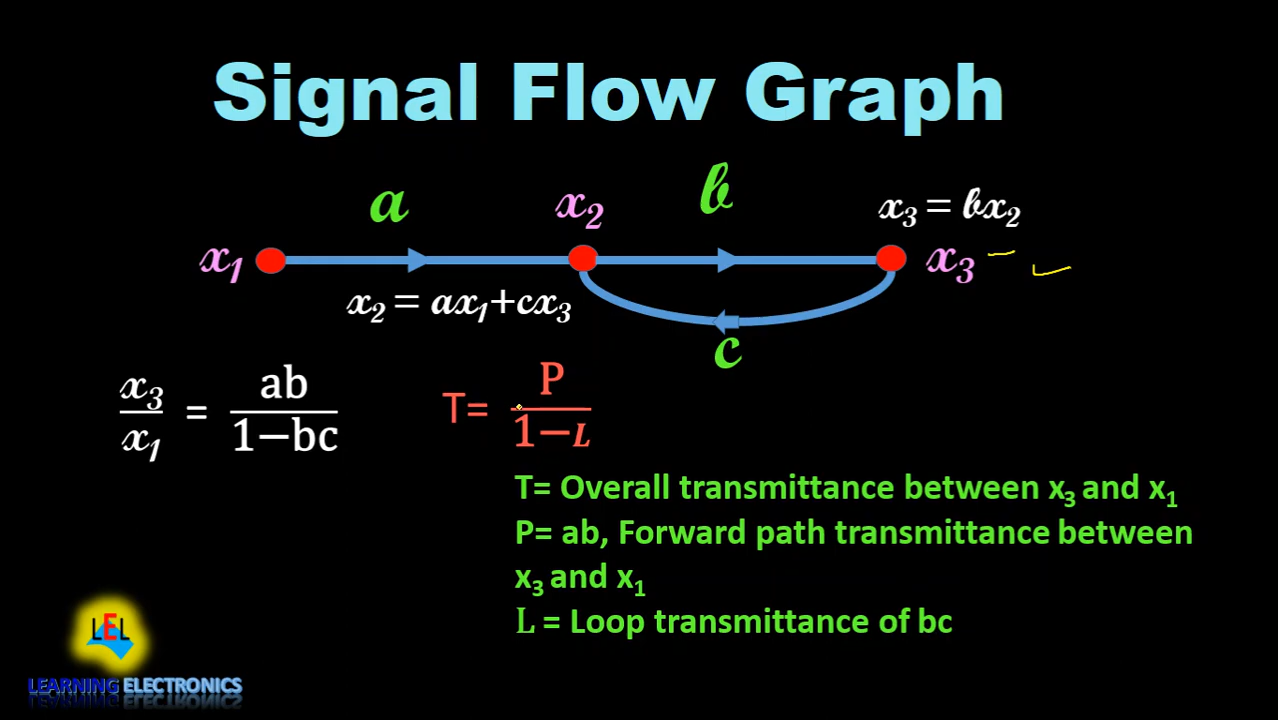 Signal Flow Graph
a
b
x₁
x₂
x₃ = bx₂
x₃
x₂ = ax₁+cx₃
c
x₃/x₁ = ab/1−bc
T= P/1−L
T= Overall transmittance between x₃ and x₁
P= ab, Forward path transmittance between
x₃ and x₁
L = Loop transmittance of bc
LEL
LEARNING ELECTRONICS